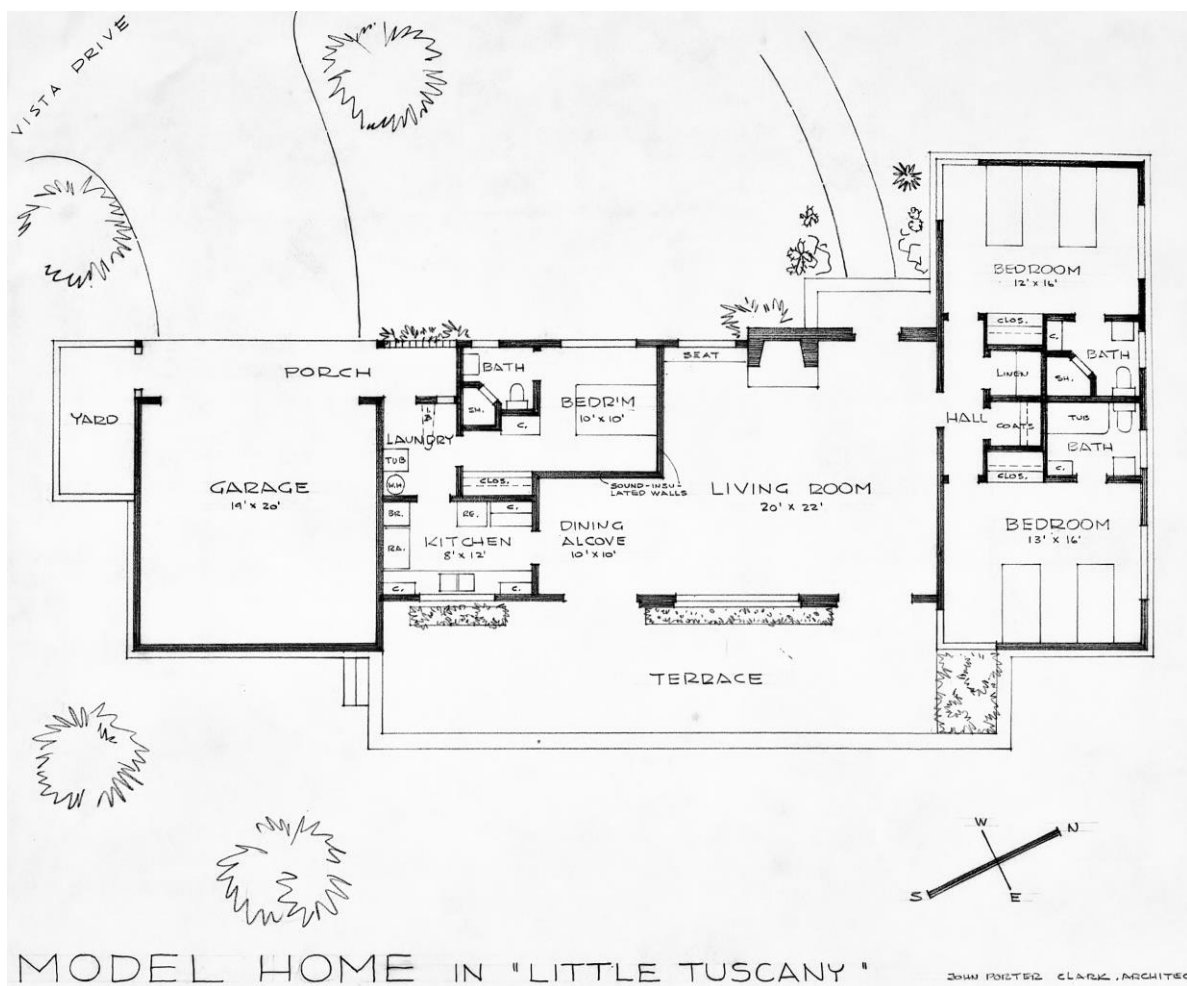 VISTA DRIVE
BEDROOM
12' x 16'
CLOS.
C.
BATH
LINEN
SH.
HALL
COATS
TUB
BATH
C.
CLOS.
BEDROOM
13' x 16'
SEAT
LIVING ROOM
20' x 22'
PORCH
BATH
SH.
BEDR'M
10' x 10'
C.
YARD
LAUNDRY
TUB
W.H.
CLOS.
SOUND-INSU-
LATED WALLS
GARAGE
19' x 20'
BR.
RE.
C.
KITCHEN
8' x 12'
RA.
C.
C.
DINING
ALCOVE
10' x 10'
TERRACE
W
N
S
E
MODEL HOME IN "LITTLE TUSCANY"
JOHN PORTER CLARK, ARCHITEC